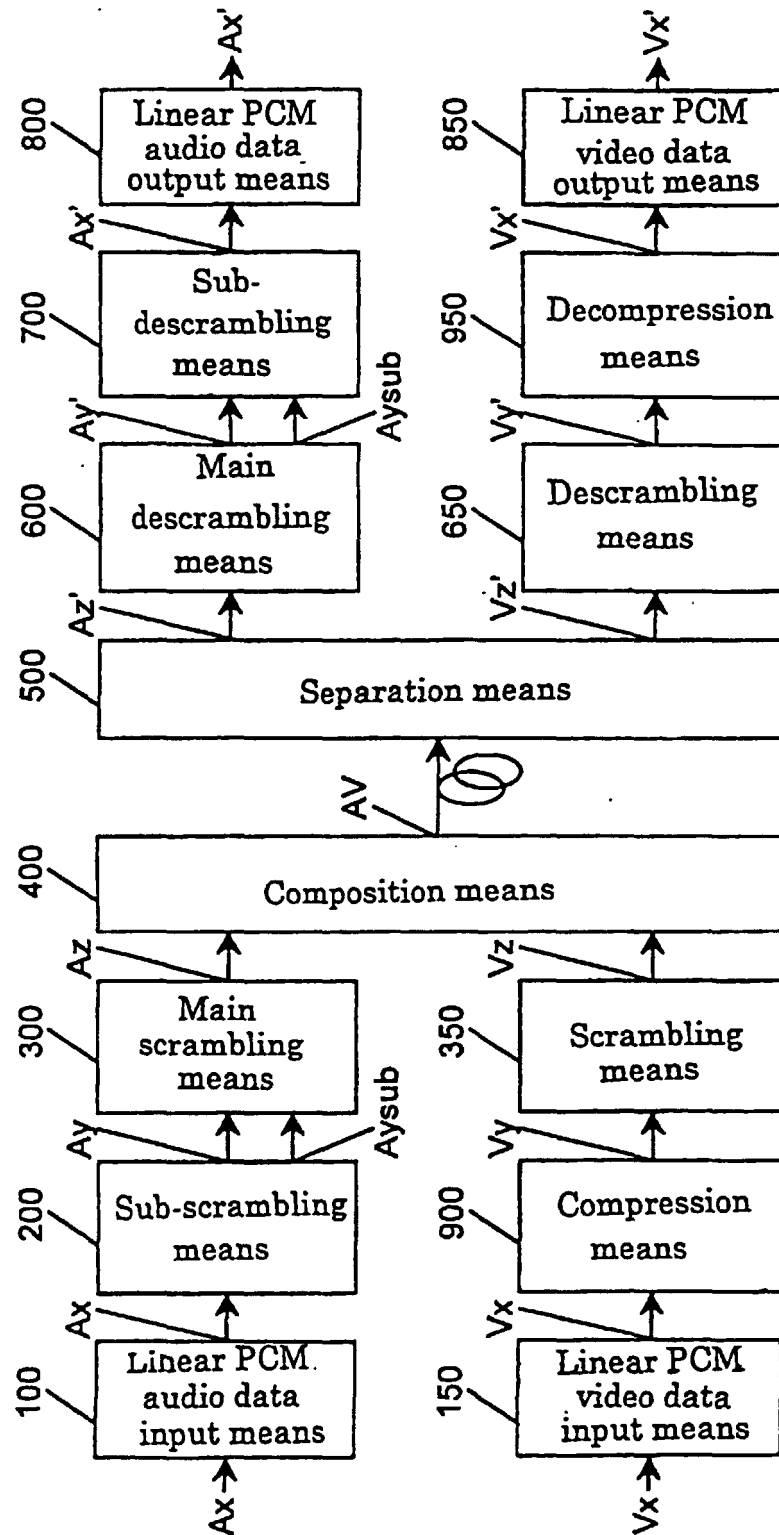 100
200
300
400
500
600
700
800
Ax
Ax
Ay
Az
AV
Az'
Ay'
Ax'
Ax'
Linear PCM.
audio data
input means
Sub-scrambling
means
Main
scrambling
means
Composition means
Separation means
Main
descrambling
means
Sub-
descrambling
means
Linear PCM
audio data
output means
Aysub
Aysub
150
900
350
650
950
850
Vx
Vx
Vy
Vz
Vz'
Vy'
Vx'
Vx'
Linear PCM
video data
input means
Compression
means
Scrambling
means
Descrambling
means
Decompression
means
Linear PCM
video data
output means